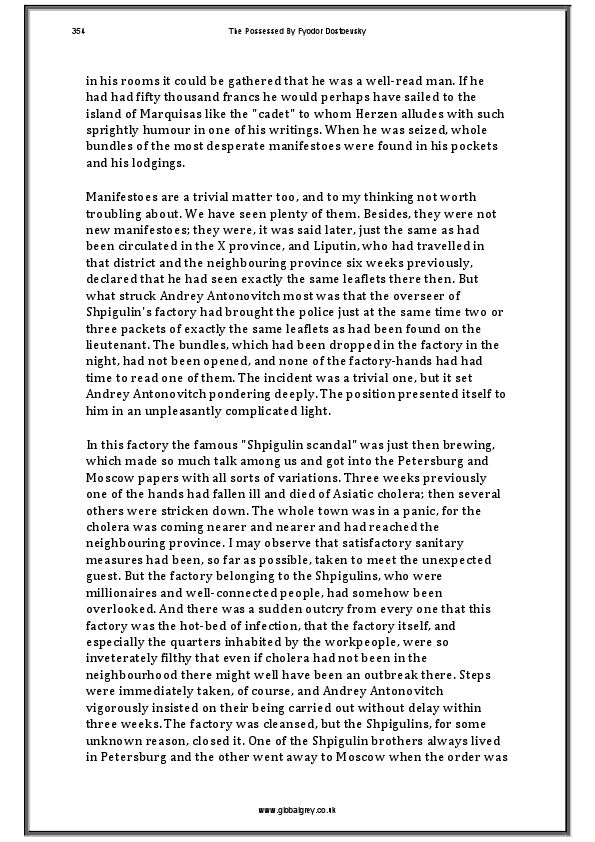 354
The Possessed By Fyodor Dostoevsky
in his rooms it could be gathered that he was a well-read man. If he
had had fifty thousand francs he would perhaps have sailed to the
island of Marquisas like the "cadet" to whom Herzen alludes with such
sprightly humour in one of his writings. When he was seized, whole
bundles of the most desperate manifestoes were found in his pockets
and his lodgings.
Manifestoes are a trivial matter too, and to my thinking not worth
troubling about. We have seen plenty of them. Besides, they were not
new manifestoes; they were, it was said later, just the same as had
been circulated in the X province, and Liputin, who had travelled in
that district and the neighbouring province six weeks previously,
declared that he had seen exactly the same leaflets there then. But
what struck Andrey Antonovitch most was that the overseer of
Shpigulin's factory had brought the police just at the same time two or
three packets of exactly the same leaflets as had been found on the
lieutenant. The bundles, which had been dropped in the factory in the
night, had not been opened, and none of the factory-hands had had
time to read one of them. The incident was a trivial one, but it set
Andrey Antonovitch pondering deeply. The position presented itself to
him in an unpleasantly complicated light.
In this factory the famous "Shpigulin scandal" was just then brewing,
which made so much talk among us and got into the Petersburg and
Moscow papers with all sorts of variations. Three weeks previously
one of the hands had fallen ill and died of Asiatic cholera; then several
others were stricken down. The whole town was in a panic, for the
cholera was coming nearer and nearer and had reached the
neighbouring province. I may observe that satisfactory sanitary
measures had been, so far as possible, taken to meet the unexpected
guest. But the factory belonging to the Shpigulins, who were
millionaires and well-connected people, had somehow been
overlooked. And there was a sudden outcry from every one that this
factory was the hot-bed of infection, that the factory itself, and
especially the quarters inhabited by the workpeople, were so
inveterately filthy that even if cholera had not been in the
neighbourhood there might well have been an outbreak there. Steps
were immediately taken, of course, and Andrey Antonovitch
vigorously insisted on their being carried out without delay within
three weeks. The factory was cleansed, but the Shpigulins, for some
unknown reason, closed it. One of the Shpigulin brothers always lived
in Petersburg and the other went away to Moscow when the order was
www.globalgrey.co.uk